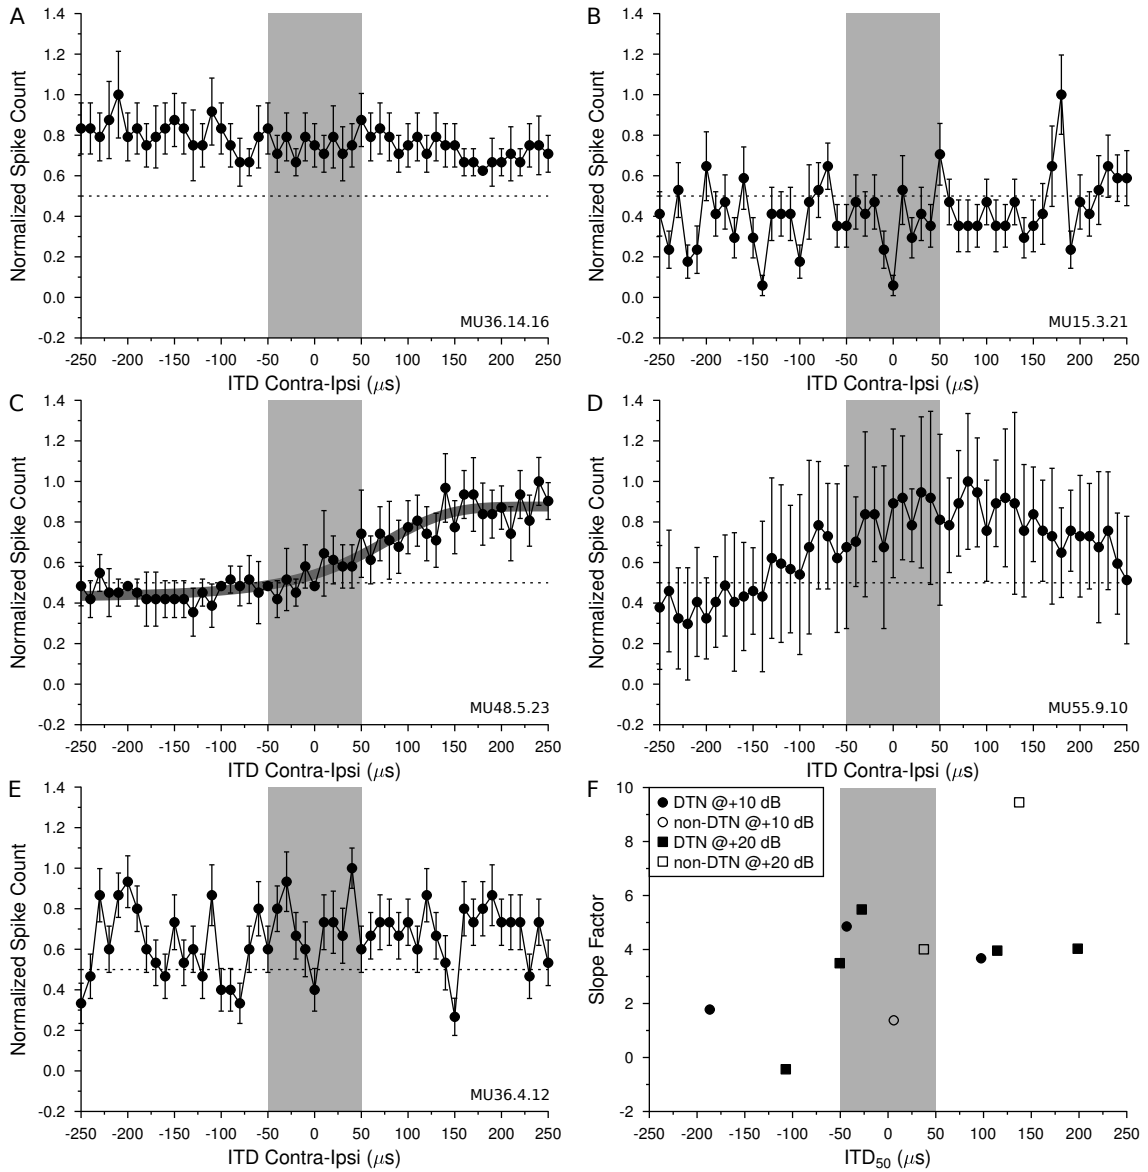 A
1.4
1.2
1.0
0.8
0.6
0.4
0.2
0.0
-0.2
Normalized Spike Count
MU36.14.16
-250 -200 -150 -100 -50 0 50 100 150 200 250
ITD Contra-Ipsi (μs)
B
1.4
1.2
1.0
0.8
0.6
0.4
0.2
0.0
-0.2
Normalized Spike Count
MU15.3.21
-250 -200 -150 -100 -50 0 50 100 150 200 250
ITD Contra-Ipsi (μs)
C
1.4
1.2
1.0
0.8
0.6
0.4
0.2
0.0
-0.2
Normalized Spike Count
MU48.5.23
-250 -200 -150 -100 -50 0 50 100 150 200 250
ITD Contra-Ipsi (μs)
D
1.4
1.2
1.0
0.8
0.6
0.4
0.2
0.0
-0.2
Normalized Spike Count
MU55.9.10
-250 -200 -150 -100 -50 0 50 100 150 200 250
ITD Contra-Ipsi (μs)
E
1.4
1.2
1.0
0.8
0.6
0.4
0.2
0.0
-0.2
Normalized Spike Count
MU36.4.12
-250 -200 -150 -100 -50 0 50 100 150 200 250
ITD Contra-Ipsi (μs)
F
10
8
6
4
2
0
-2
Slope Factor
DTN @+10 dB
non-DTN @+10 dB
DTN @+20 dB
non-DTN @+20 dB
-250 -200 -150 -100 -50 0 50 100 150 200 250
ITD50 (μs)